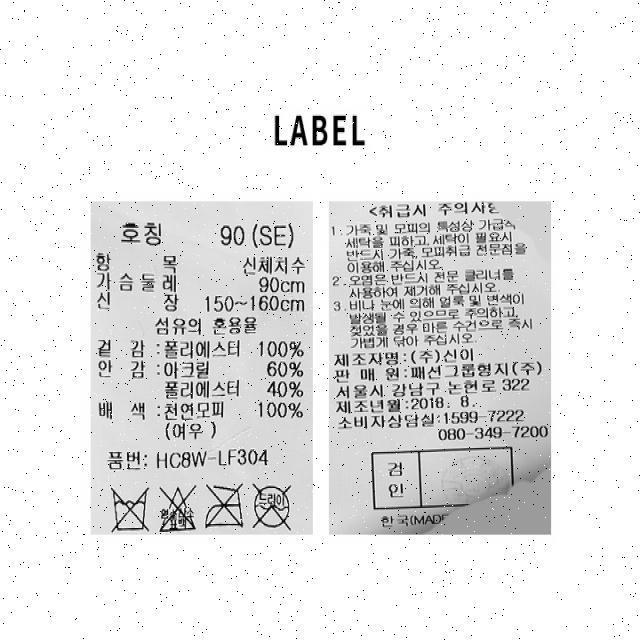 LABEL
호칭 90 (SE)
항 목 신체치수
가슴둘레 90cm
신 장 150~160cm
섬유의 혼용율
겉 감 : 폴리에스터 100%
안 감 : 아크릴 60%
폴리에스터 40%
배 색 : 천연모피 100%
(여우)
품번: HC8W-LF304
드라이
<취급시 주의사항
1. 가죽 및 모피의 특성상 가급적
세탁을 피하고, 세탁이 필요시
반드시 가죽, 모피취급 전문점을
이용해 주십시오.
2. 오염은 반드시 전문 클리너를
사용하여 제거해 주십시오.
3. 비나 눈에 의해 얼룩 및 변색이
발생될 수 있으므로 주의하고,
젖었을 경우 마른 수건으로 즉시
가볍게 닦아 주십시오.
제조자명 : (주)신이
판 매 원 : 패션그룹형지(주)
서울시 강남구 논현로 322
제조년월 : 2018. 8.
소비자상담실 : 1599-7222
080-349-7200
검
인
한국(MADE